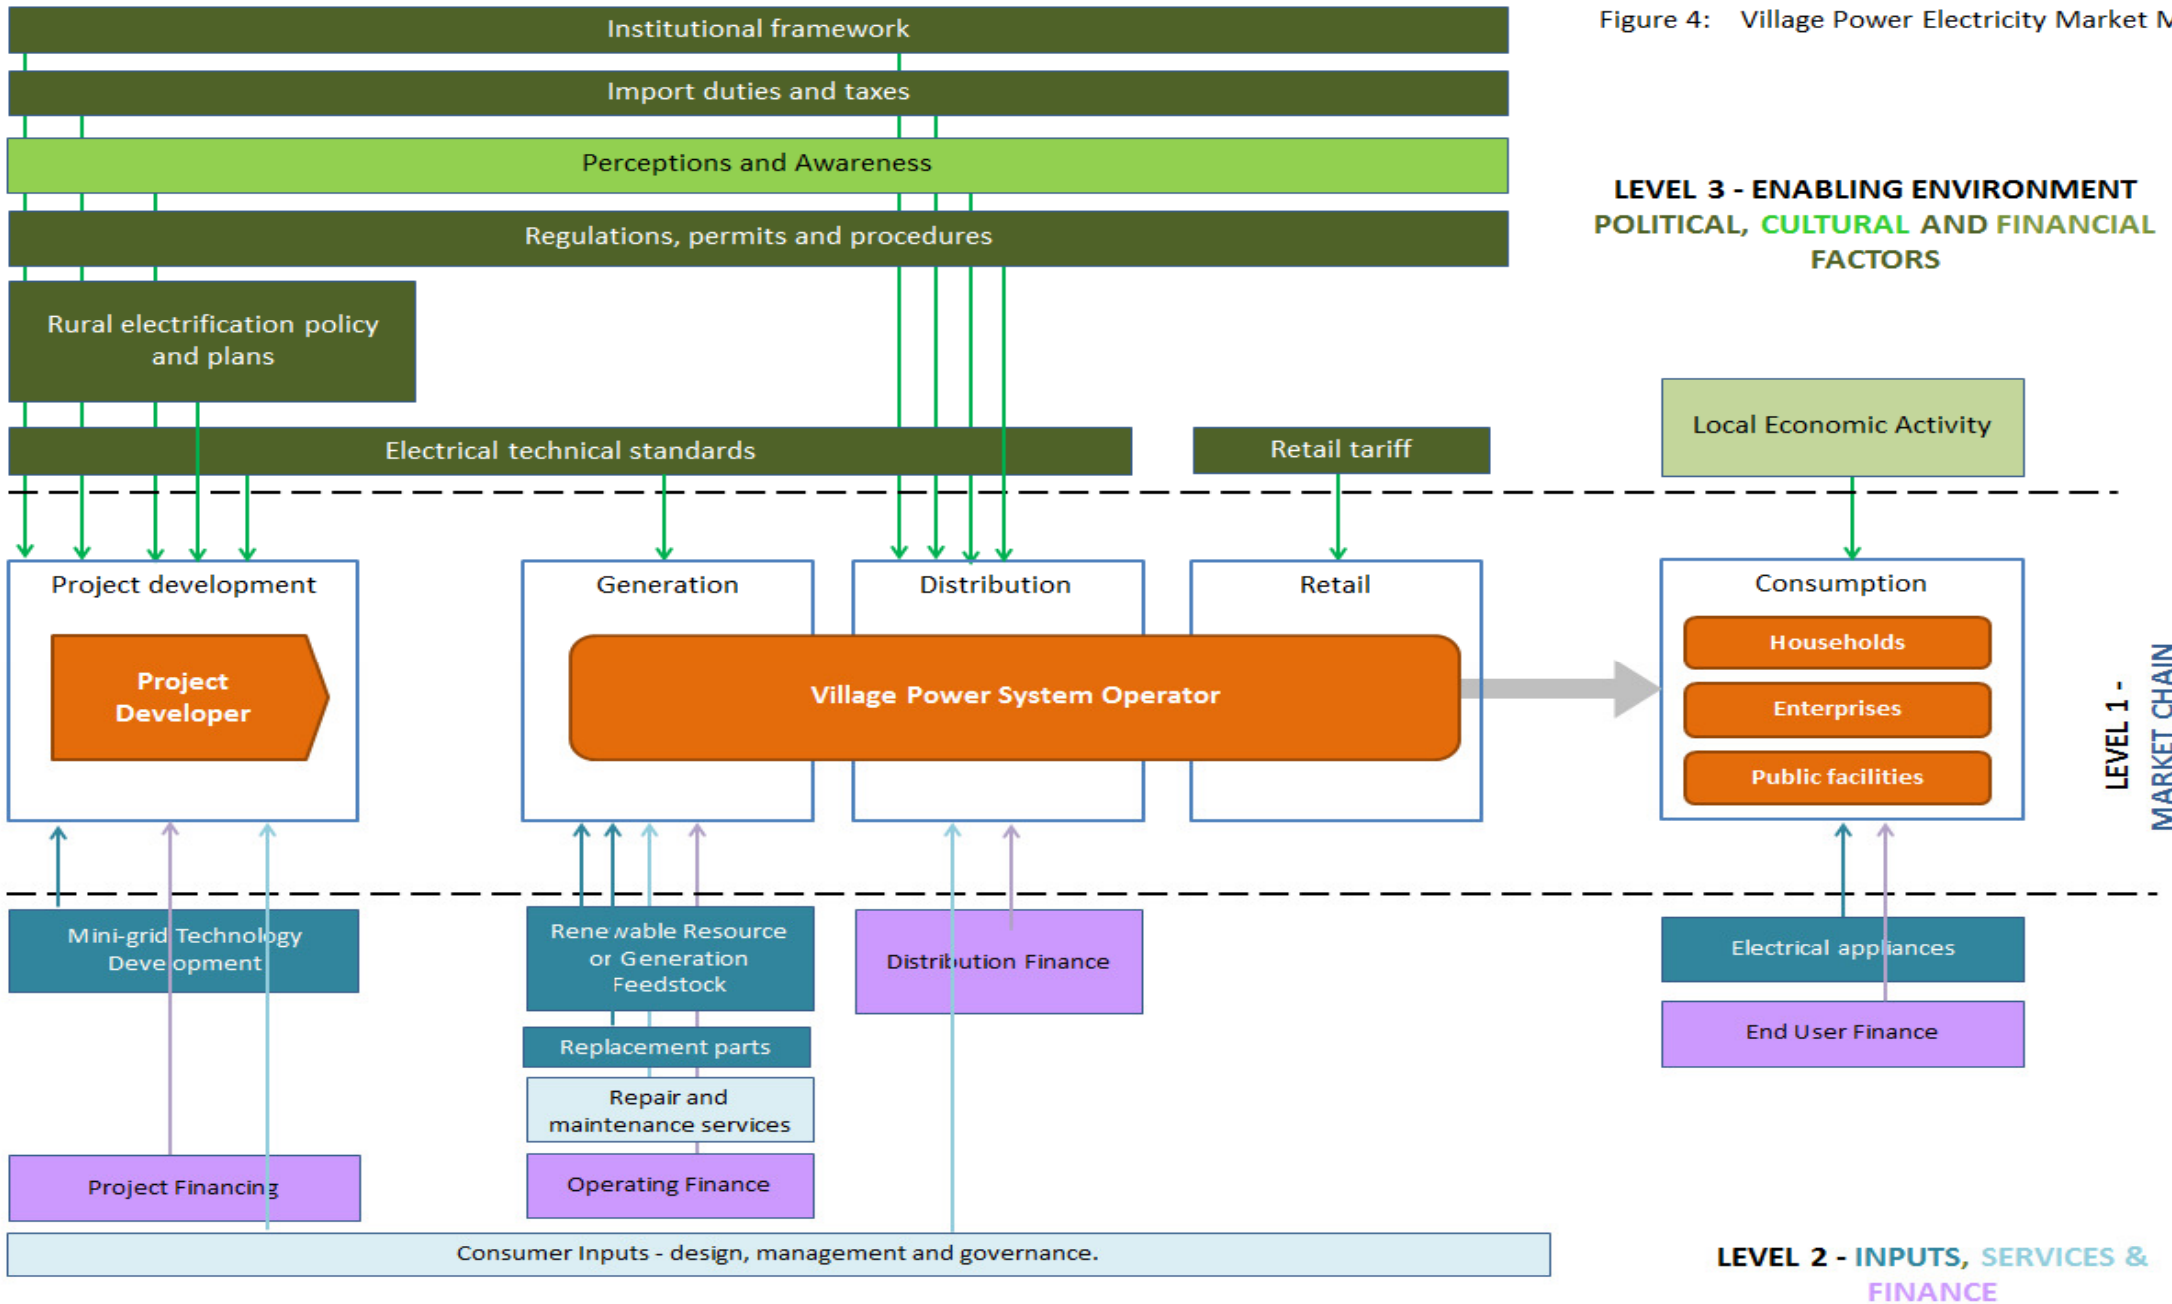 Figure 4: Village Power Electricity Market
Institutional framework
Import duties and taxes
Perceptions and Awareness
Regulations, permits and procedures
LEVEL 3 - ENABLING ENVIRONMENT
POLITICAL, CULTURAL AND FINANCIAL
FACTORS
Rural electrification policy
and plans
Electrical technical standards
Retail tariff
Local Economic Activity
Project development
Generation
Distribution
Retail
Consumption
Project
Developer
Village Power System Operator
Households
Enterprises
Public facilities
LEVEL 1 -
MARKET CHAIN
Mini-grid Technology
Development
Renewable Resource
or Generation
Feedstock
Distribution Finance
Electrical appliances
Replacement parts
End User Finance
Repair and
maintenance services
Project Financing
Operating Finance
Consumer Inputs - design, management and governance.
LEVEL 2 - INPUTS, SERVICES &
FINANCE